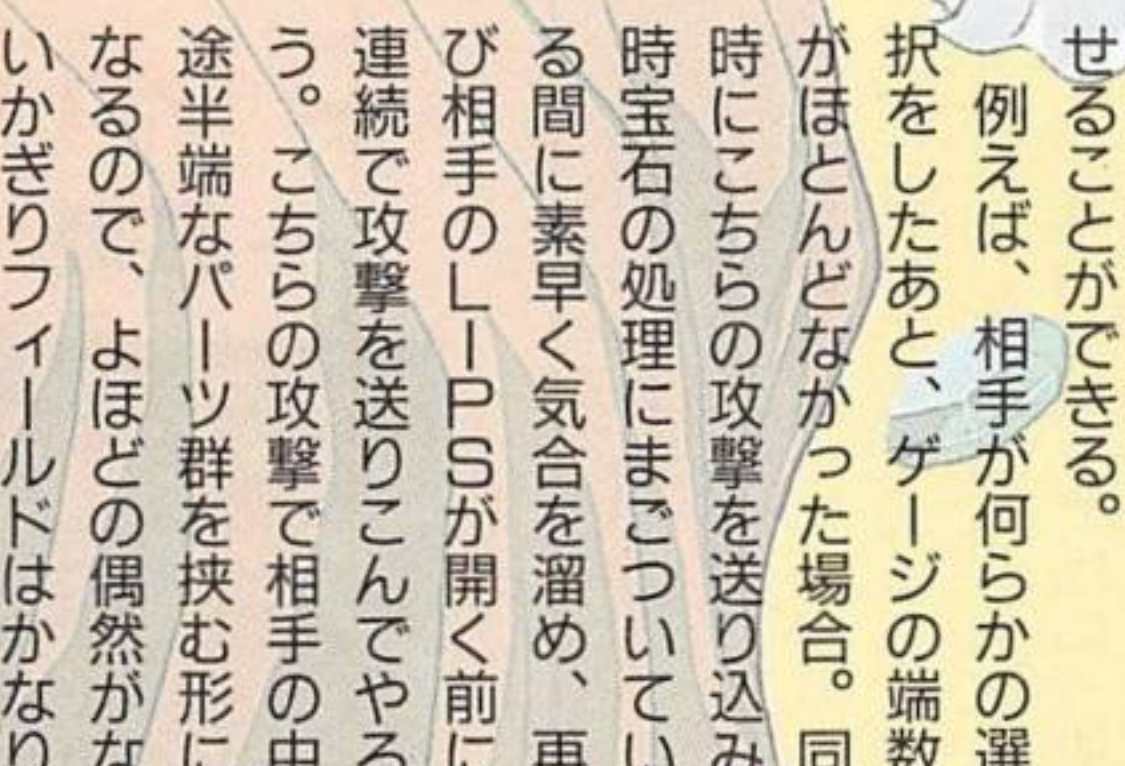 せることができる。
例えば、相手が何らかの選
択をしたあと、ゲージの端数
がほとんどなかった場合。同
時にこちらの攻撃を送り込み
時宝石の処理にまごついてい
る間に素早く気合を溜め、再
び相手のLIPSが開く前に
連続で攻撃を送りこんでやろ
う。こちらの攻撃で相手の中
途半端なパーツ群を挟む形に
なるので、よほどの偶然がな
いかぎりフィールドはかなり